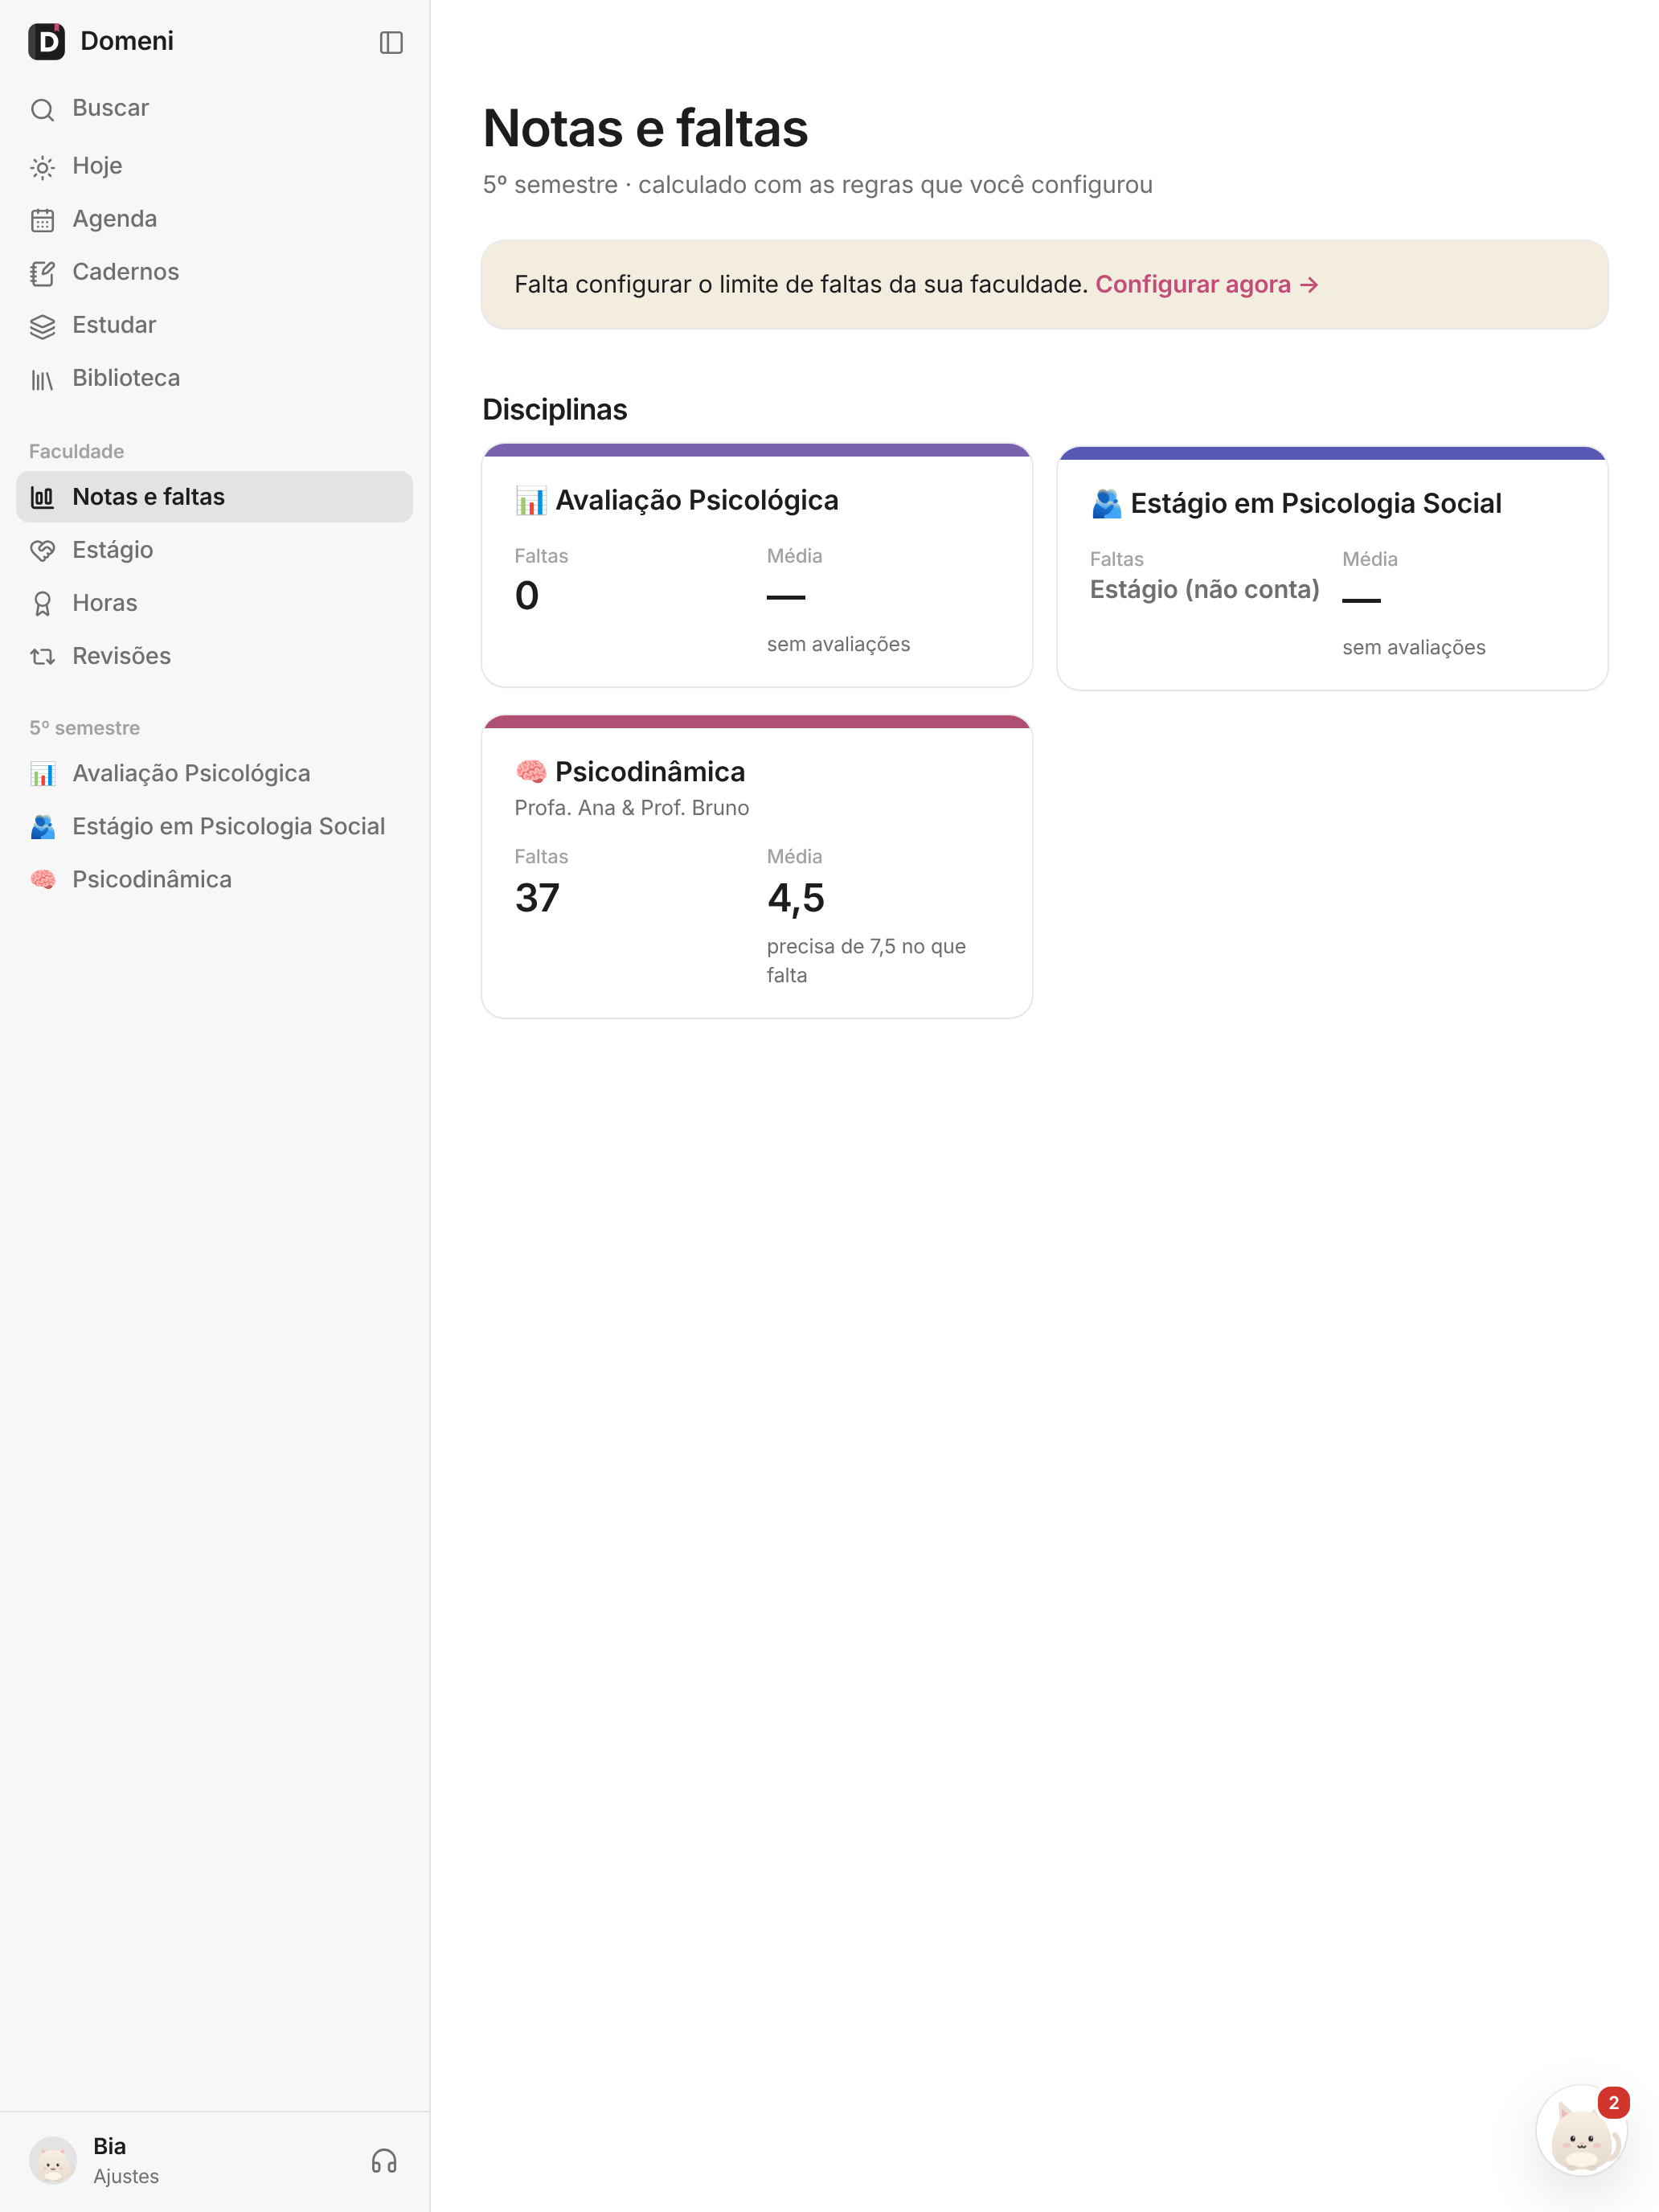 Domeni
Buscar
Hoje
Agenda
Cadernos
Estudar
Biblioteca
Faculdade
Notas e faltas
Estágio
Horas
Revisões
5º semestre
Avaliação Psicológica
Estágio em Psicologia Social
Psicodinâmica
Bia
Ajustes
Notas e faltas
5º semestre · calculado com as regras que você configurou
Falta configurar o limite de faltas da sua faculdade. Configurar agora →
Disciplinas
Avaliação Psicológica
Faltas
0
Média
—
sem avaliações
Estágio em Psicologia Social
Faltas
Estágio (não conta)
Média
—
sem avaliações
Psicodinâmica
Profa. Ana & Prof. Bruno
Faltas
37
Média
4,5
precisa de 7,5 no que
falta
2